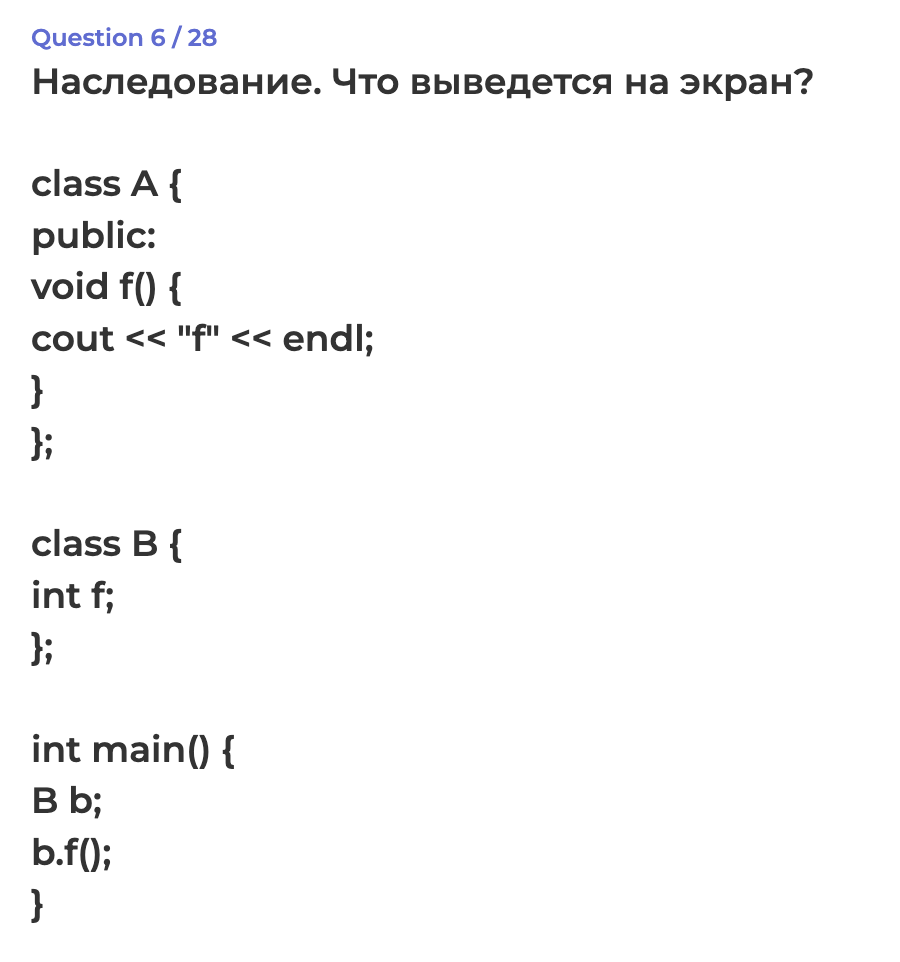 Question 6 / 28
Наследование. Что выведется на экран?
class A {
public:
void f() {
cout << "f" << endl;
}
};
class B {
int f;
};
int main() {
B b;
b.f();
}